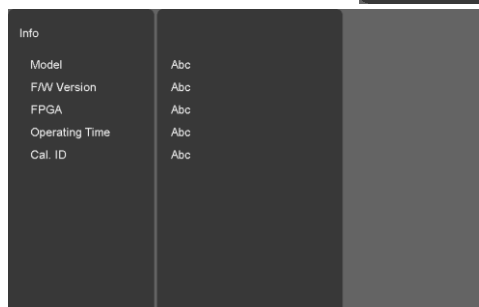 Info
Model Abc
F/W Version Abc
FPGA Abc
Operating Time Abc
Cal. ID Abc